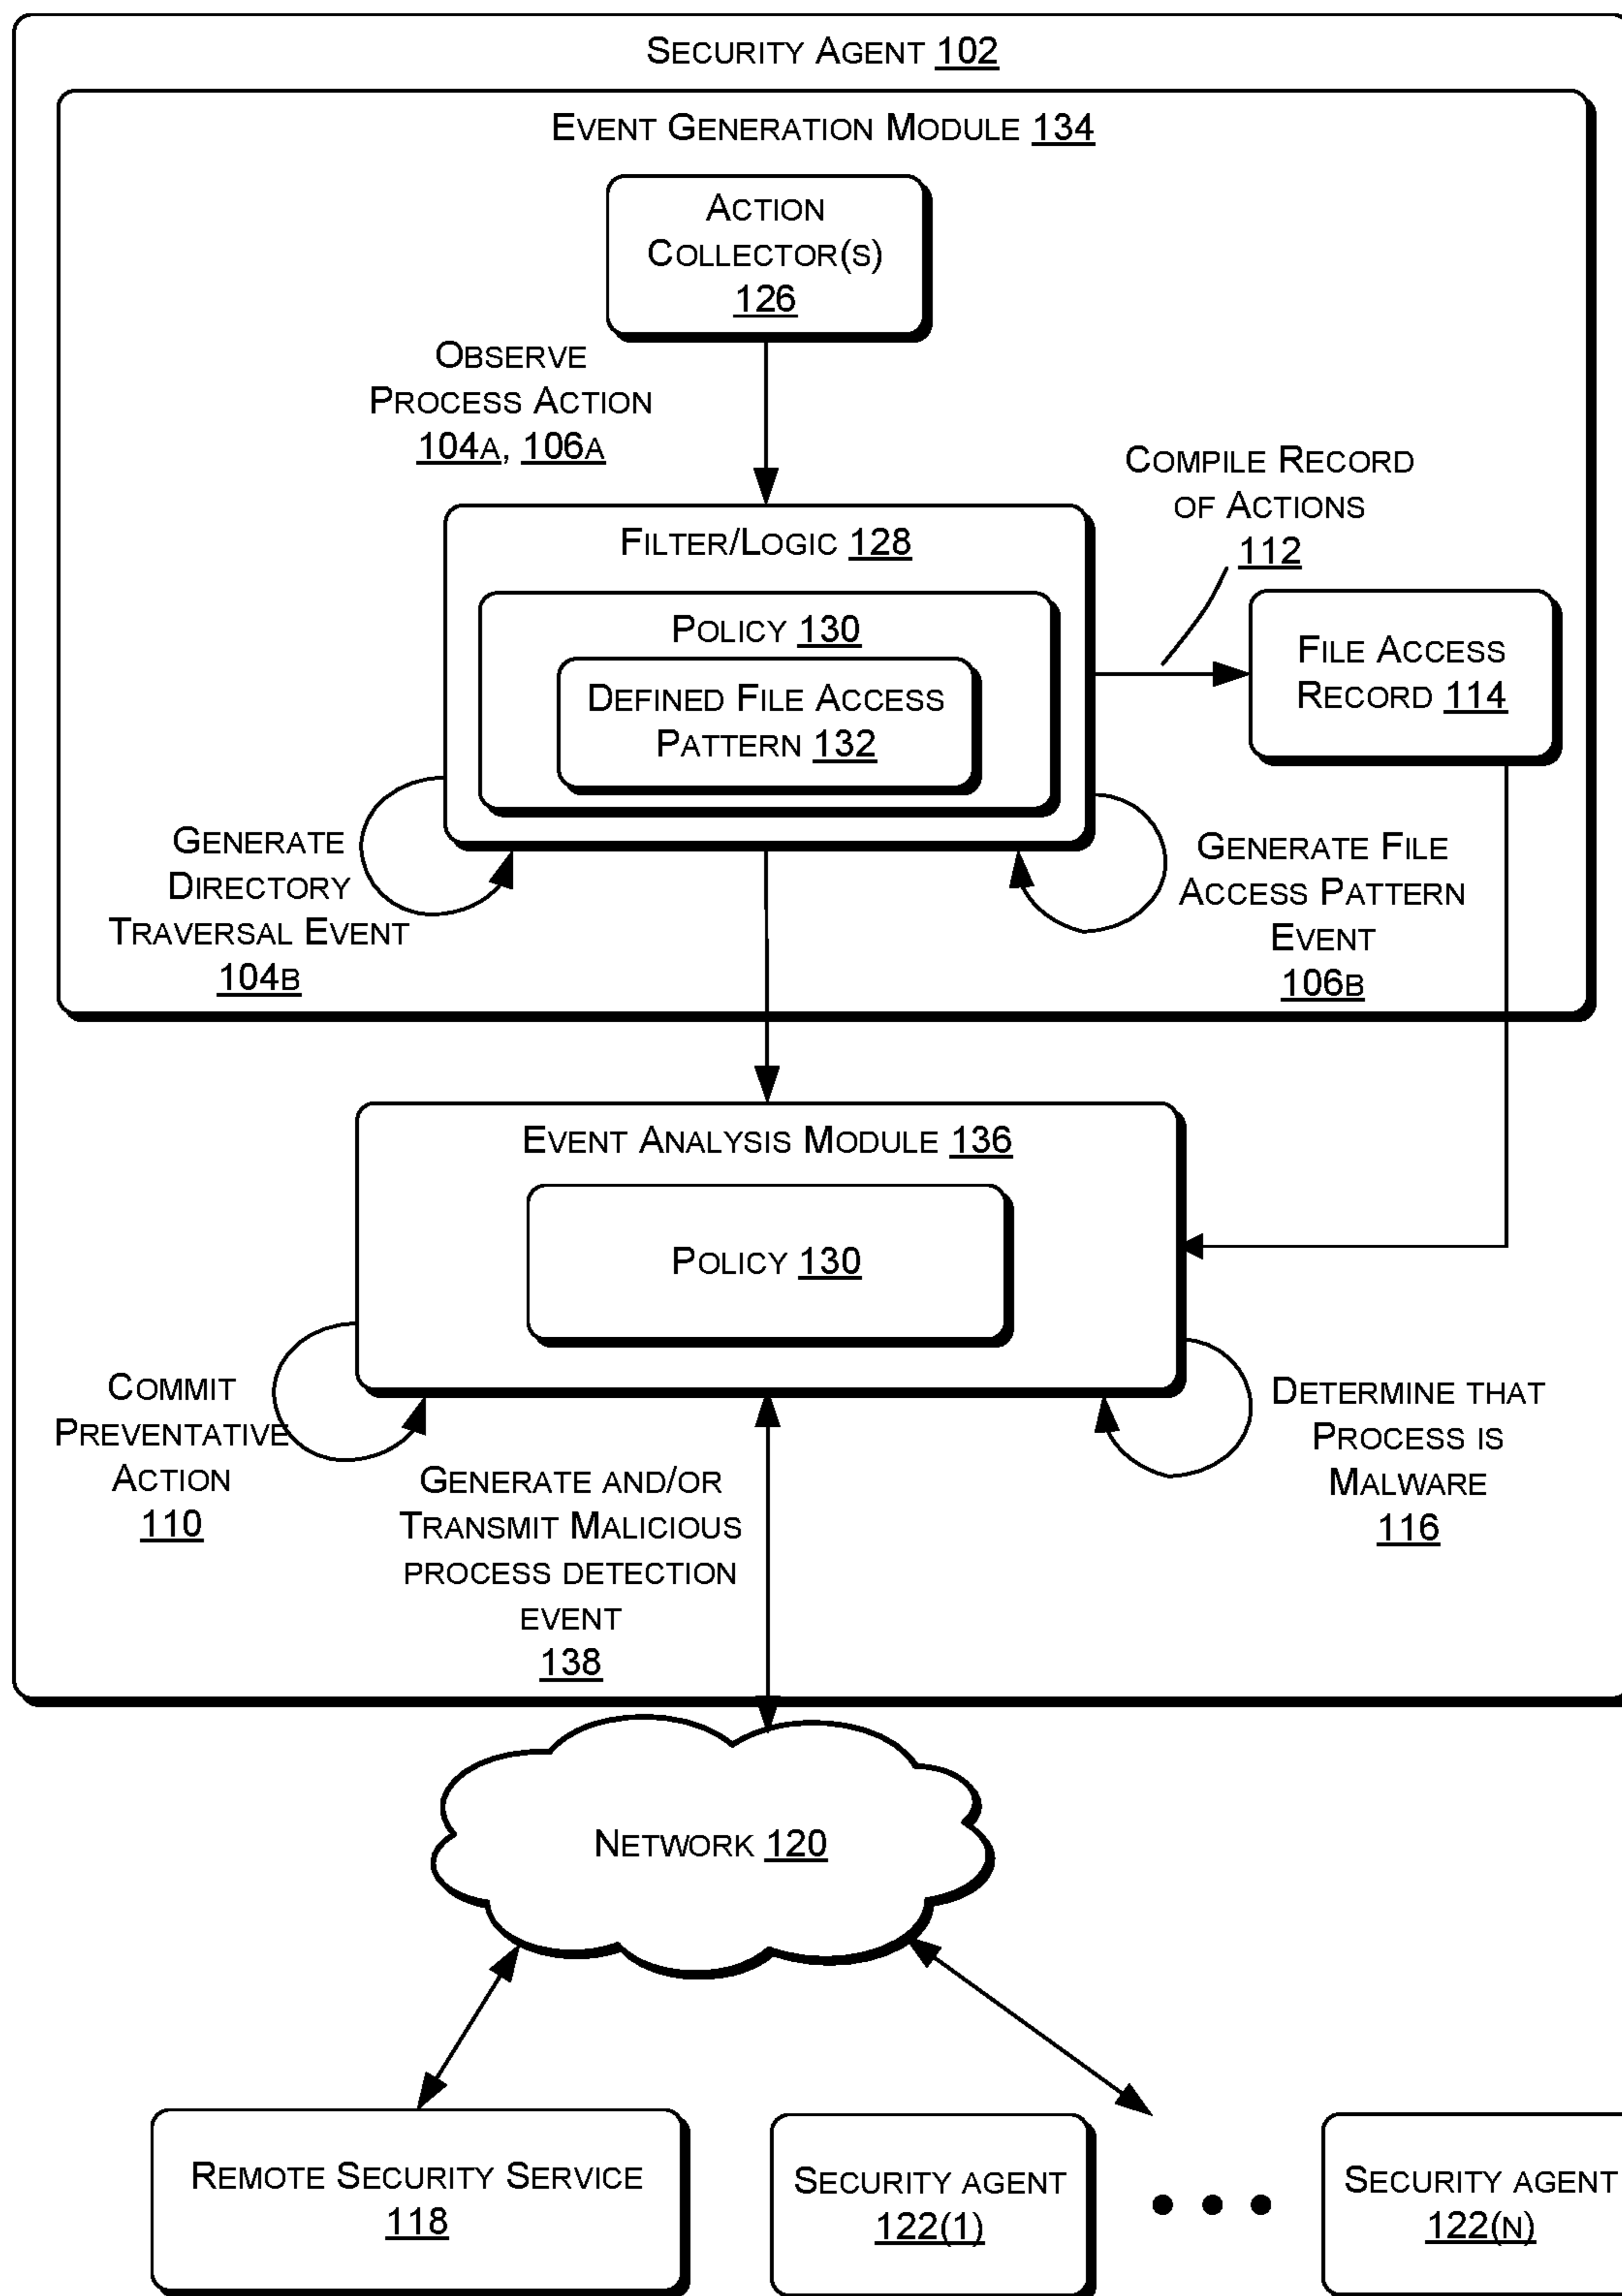 SECURITY AGENT 102
EVENT GENERATION MODULE 134
ACTION
COLLECTOR(S)
126
OBSERVE
PROCESS ACTION
104A, 106A
COMPILE RECORD
OF ACTIONS
112
FILTER/LOGIC 128
POLICY 130
DEFINED FILE ACCESS
PATTERN 132
FILE ACCESS
RECORD 114
GENERATE
DIRECTORY
TRAVERSAL EVENT
104B
GENERATE FILE
ACCESS PATTERN
EVENT
106B
EVENT ANALYSIS MODULE 136
POLICY 130
COMMIT
PREVENTATIVE
ACTION
110
GENERATE AND/OR
TRANSMIT MALICIOUS
PROCESS DETECTION
EVENT
138
DETERMINE THAT
PROCESS IS
MALWARE
116
NETWORK 120
REMOTE SECURITY SERVICE
118
SECURITY AGENT
122(1)
SECURITY AGENT
122(N)